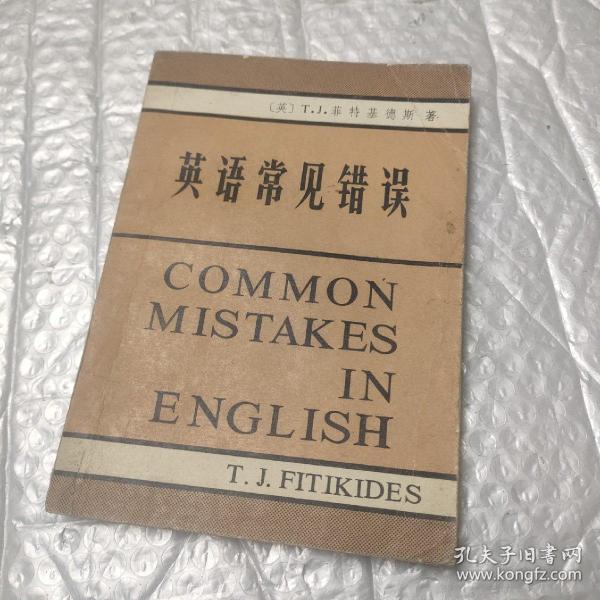 〔英〕T.J.菲特基德斯 著
英语常见错误
COMMON
MISTAKES
IN
ENGLISH
T. J. FITIKIDES
孔夫子旧书网
www.kongfz.com